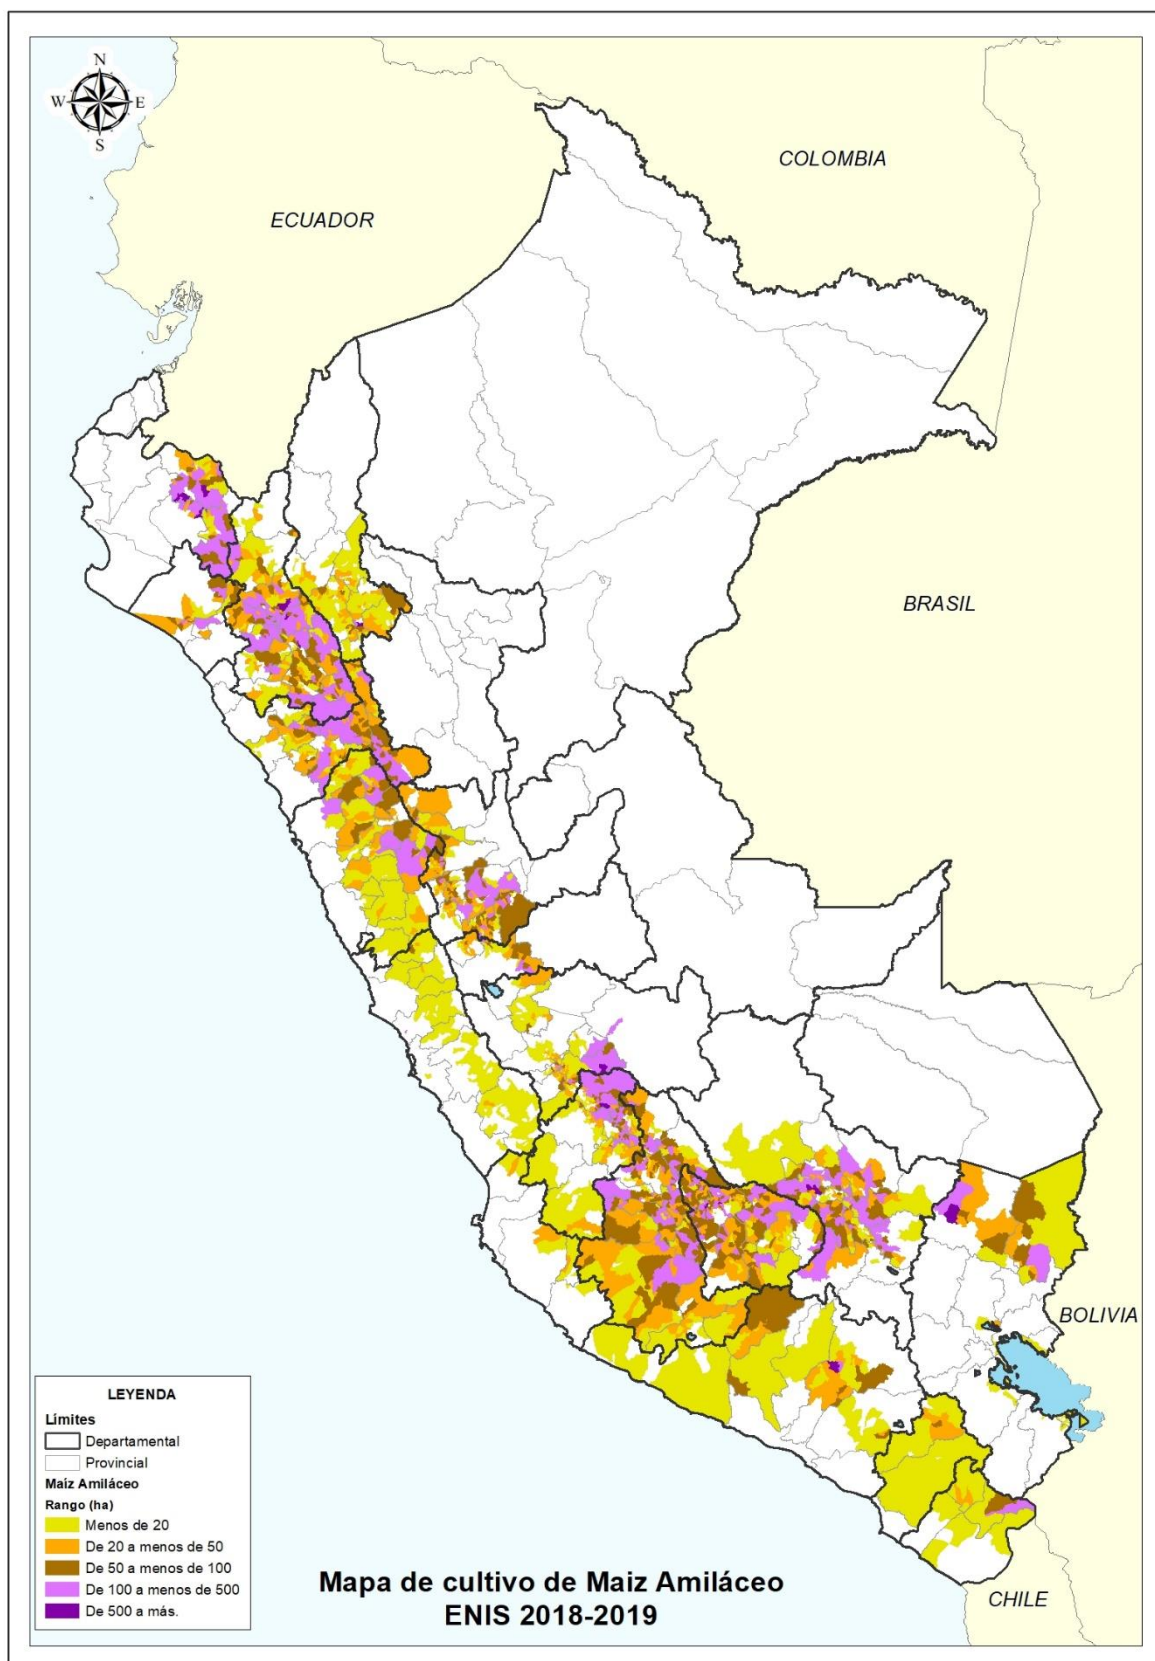 N
W
E
S
COLOMBIA
ECUADOR
BRASIL
BOLIVIA
CHILE
LEYENDA
Límites
Departamental
Provincial
Maíz Amiláceo
Rango (ha)
Menos de 20
De 20 a menos de 50
De 50 a menos de 100
De 100 a menos de 500
De 500 a más.
Mapa de cultivo de Maiz Amiláceo
ENIS 2018-2019